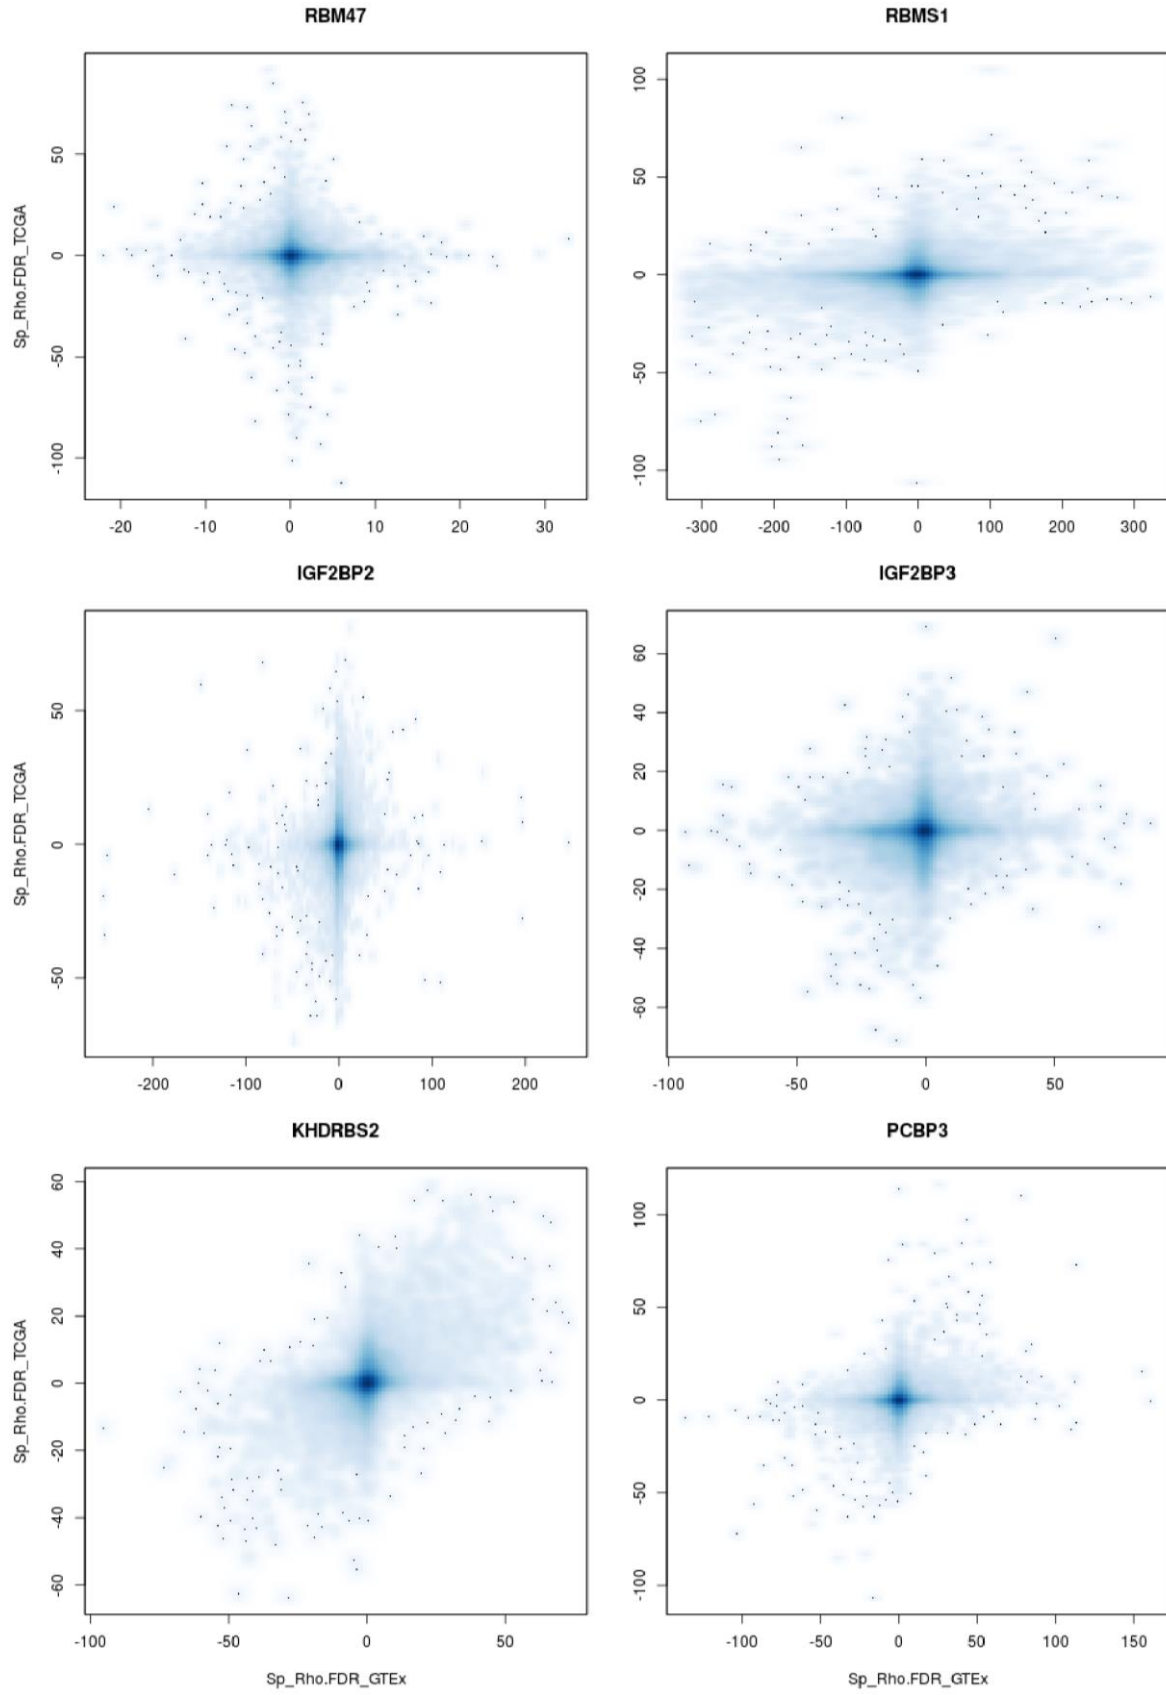 RBM47 RBMS1
Sp_Rho.FDR_TCGA
50
0
-50
-100
-20 -10 0 10 20 30
100
50
0
-50
-100
-300 -200 -100 0 100 200 300
IGF2BP2 IGF2BP3
Sp_Rho.FDR_TCGA
50
0
-50
-200 -100 0 100 200
60
40
20
0
-20
-40
-60
-100 -50 0 50
KHDRBS2 PCBP3
Sp_Rho.FDR_TCGA
60
40
20
0
-20
-40
-60
-100 -50 0 50
Sp_Rho.FDR_GTEx
100
50
0
-50
-100
-100 -50 0 50 100 150
Sp_Rho.FDR_GTEx